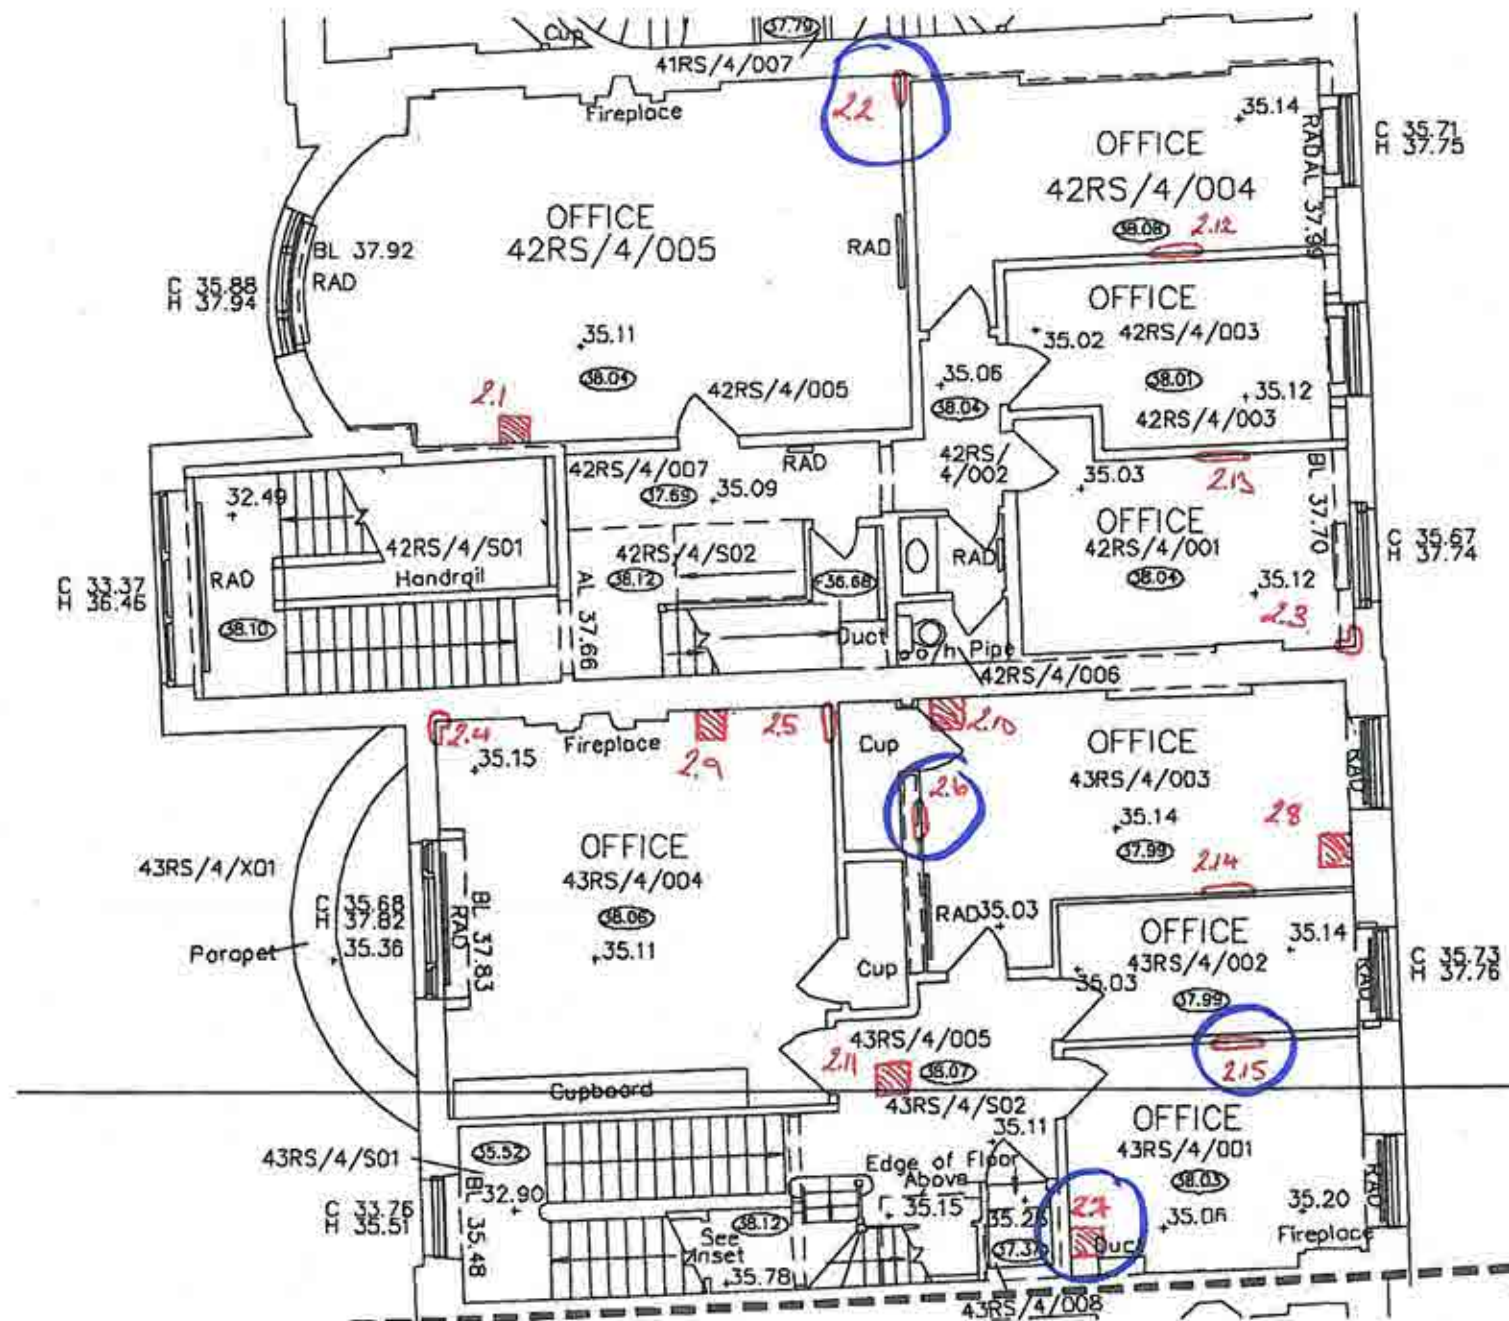 37.79
Cup
41RS/4/007
Fireplace
2.2
35.14
OFFICE
42RS/4/004
38.08
2.12
RAD
AL 37.99
C 35.71
H 37.75
OFFICE
42RS/4/005
BL 37.92
RAD
C 35.88
H 37.94
RAD
35.11
38.04
42RS/4/005
2.1
OFFICE
42RS/4/003
35.02
38.01
35.12
42RS/4/003
35.06
38.04
42RS/
4/002
42RS/4/007
RAD
37.69
35.09
35.03
2.13
BL 37.70
OFFICE
42RS/4/001
38.04
35.12
2.3
C 35.67
H 37.74
32.49
42RS/4/S01
Handrail
RAD
38.10
C 33.37
H 36.46
42RS/4/S02
38.12
36.68
AL 37.66
RAD
Duct
o/h Pipe
42RS/4/006
2.4
35.15
Fireplace
2.9
2.5
Cup
2.10
2.6
OFFICE
43RS/4/003
35.14
37.99
2.8
RAD
2.14
OFFICE
43RS/4/004
38.06
35.11
43RS/4/X01
Parapet
C 35.68
H 37.82
35.36
RAD
BL 37.83
Cup
RAD
35.03
OFFICE
43RS/4/002
35.14
35.03
37.99
RAD
C 35.73
H 37.76
43RS/4/005
2.11
38.07
43RS/4/S02
2.15
Cupboard
35.11
OFFICE
43RS/4/001
38.03
35.06
35.20
Fireplace
RAD
43RS/4/S01
35.52
32.90
BL 35.48
C 33.76
H 35.51
Edge of Floor
Above
35.15
38.12
See
Inset
35.78
37.37
2.7
Duct
43RS/4/008